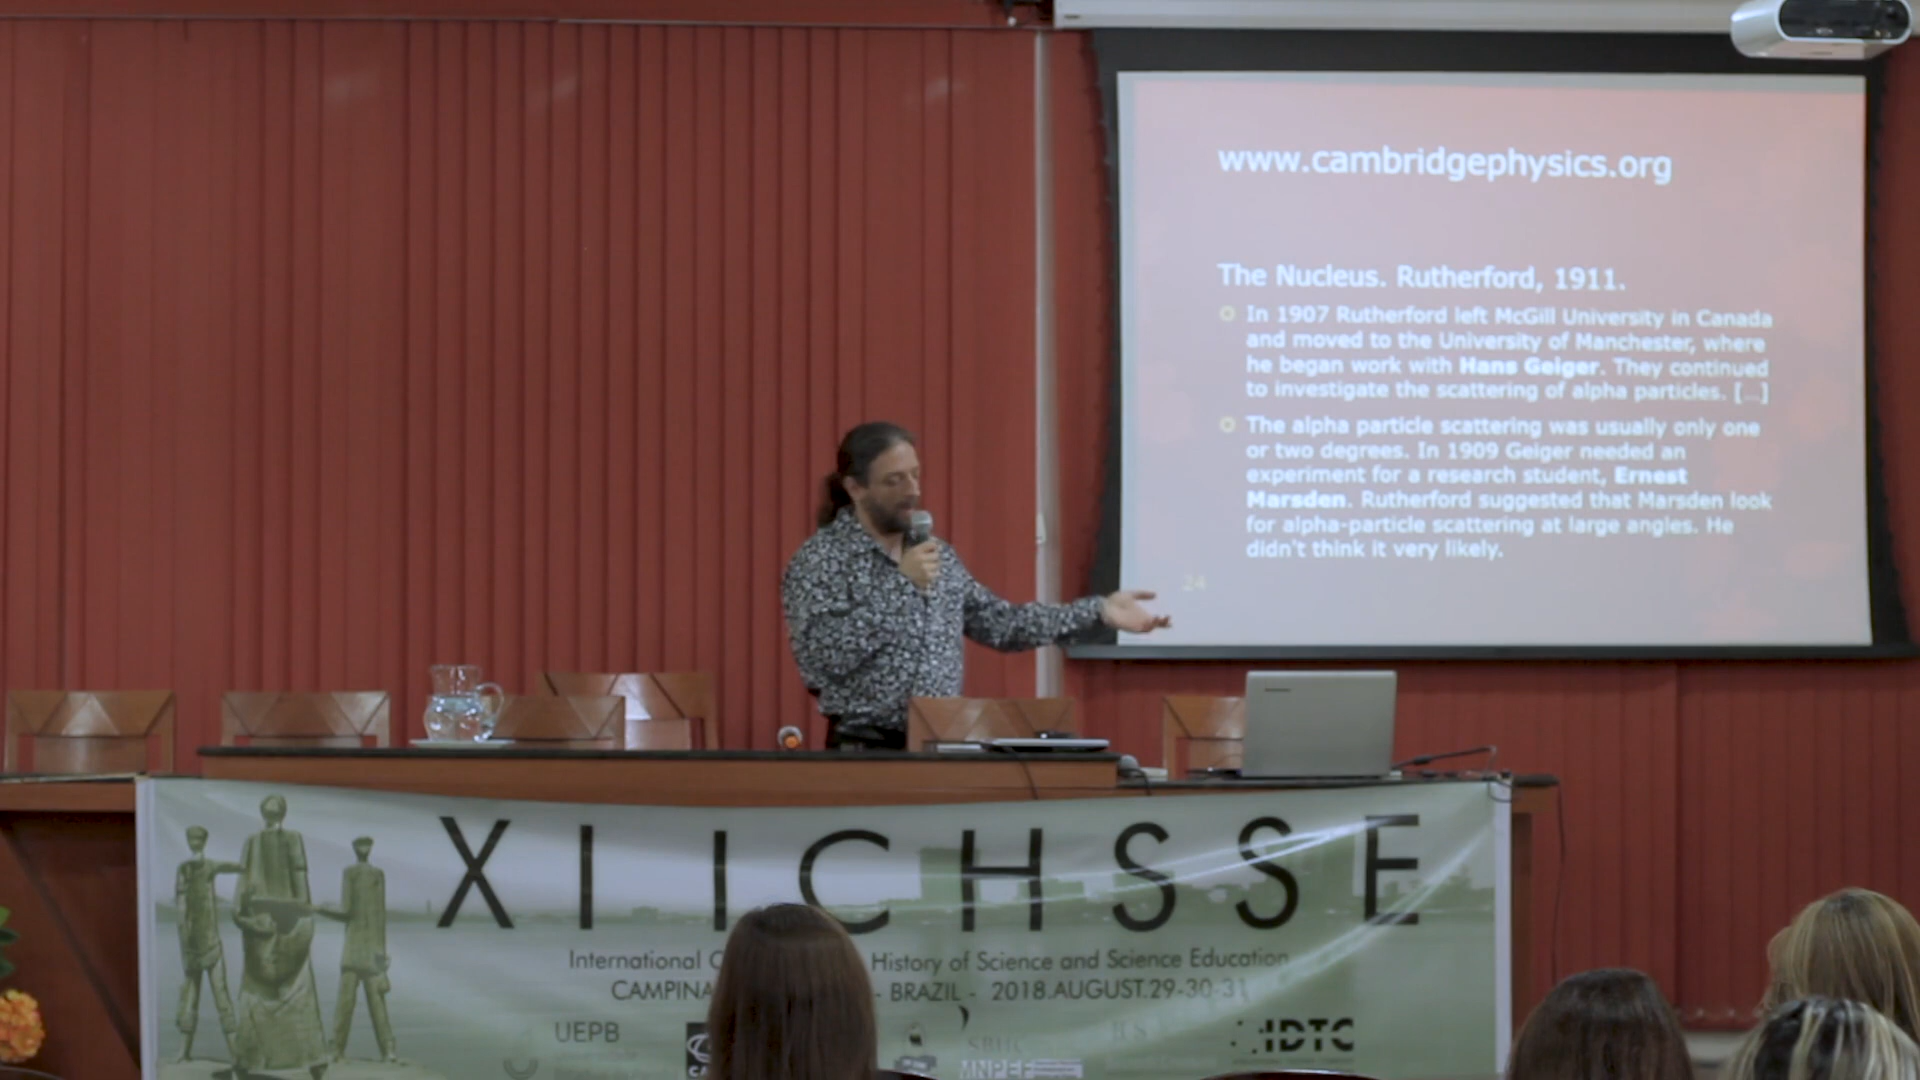 www.cambridgephysics.org
The Nucleus. Rutherford, 1911.
In 1907 Rutherford left McGill University in Canada
and moved to the University of Manchester, where
he began work with Hans Geiger. They continued
to investigate the scattering of alpha particles. [...]
The alpha particle scattering was usually only one
or two degrees. In 1909 Geiger needed an
experiment for a research student, Ernest
Marsden. Rutherford suggested that Marsden look
for alpha-particle scattering at large angles. He
didn't think it very likely.
24
XI ICHSSE
International History of Science and Science Education
CAMPINA - BRAZIL - 2018.AUGUST.29-30-31
UEPB
IDTC
MNPEF